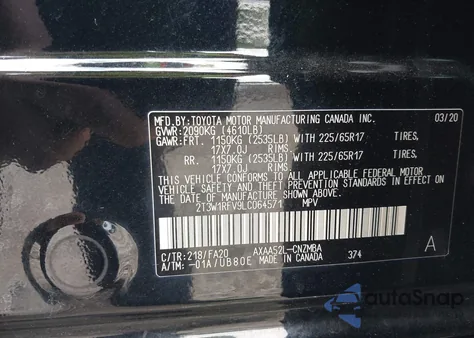 MFD. BY: TOYOTA MOTOR MANUFACTURING CANADA INC. 03/20
GVWR: 2090KG (4610LB)
GAWR: FRT. 1150KG (2535LB) WITH 225/65R17 TIRES,
17X7.0J RIMS.
RR. 1150KG (2535LB) WITH 225/65R17 TIRES,
17X7.0J RIMS.
THIS VEHICLE CONFORMS TO ALL APPLICABLE FEDERAL MOTOR
VEHICLE SAFETY AND THEFT PREVENTION STANDARDS IN
EFFECT ON THE DATE OF MANUFACTURE SHOWN ABOVE.
2T3W1RFV9LC064571 MPV
C/TR: 218/FA20 AXAA52L-CNZMBA A
A/TM: -01A/UB80E MADE IN CANADA 374
autoSnap